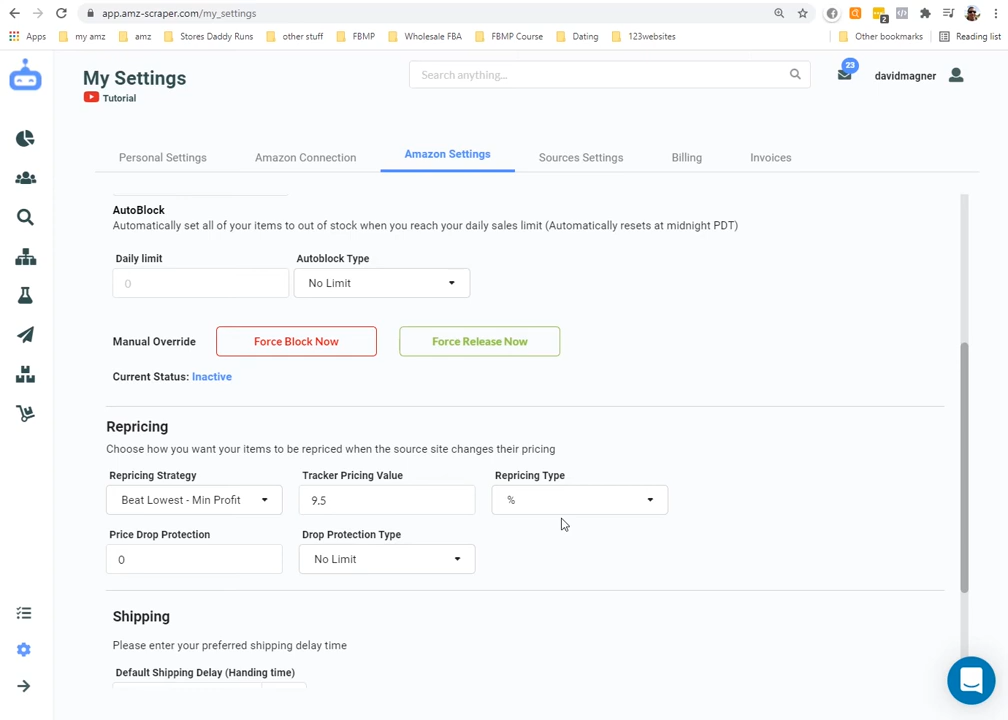 app.amz-scraper.com/my_settings
2
Apps my amz amz Stores Daddy Runs other stuff FBMP Wholesale FBA FBMP Course Dating 123websites Other bookmarks Reading list
My Settings
Tutorial
Search anything...
23
davidmagner
Personal Settings Amazon Connection Amazon Settings Sources Settings Billing Invoices
AutoBlock
Automatically set all of your items to out of stock when you reach your daily sales limit (Automatically resets at midnight PDT)
Daily limit Autoblock Type
0 No Limit
Manual Override Force Block Now Force Release Now
Current Status: Inactive
Repricing
Choose how you want your items to be repriced when the source site changes their pricing
Repricing Strategy Tracker Pricing Value Repricing Type
Beat Lowest - Min Profit 9.5 %
Price Drop Protection Drop Protection Type
0 No Limit
Shipping
Please enter your preferred shipping delay time
Default Shipping Delay (Handing time)